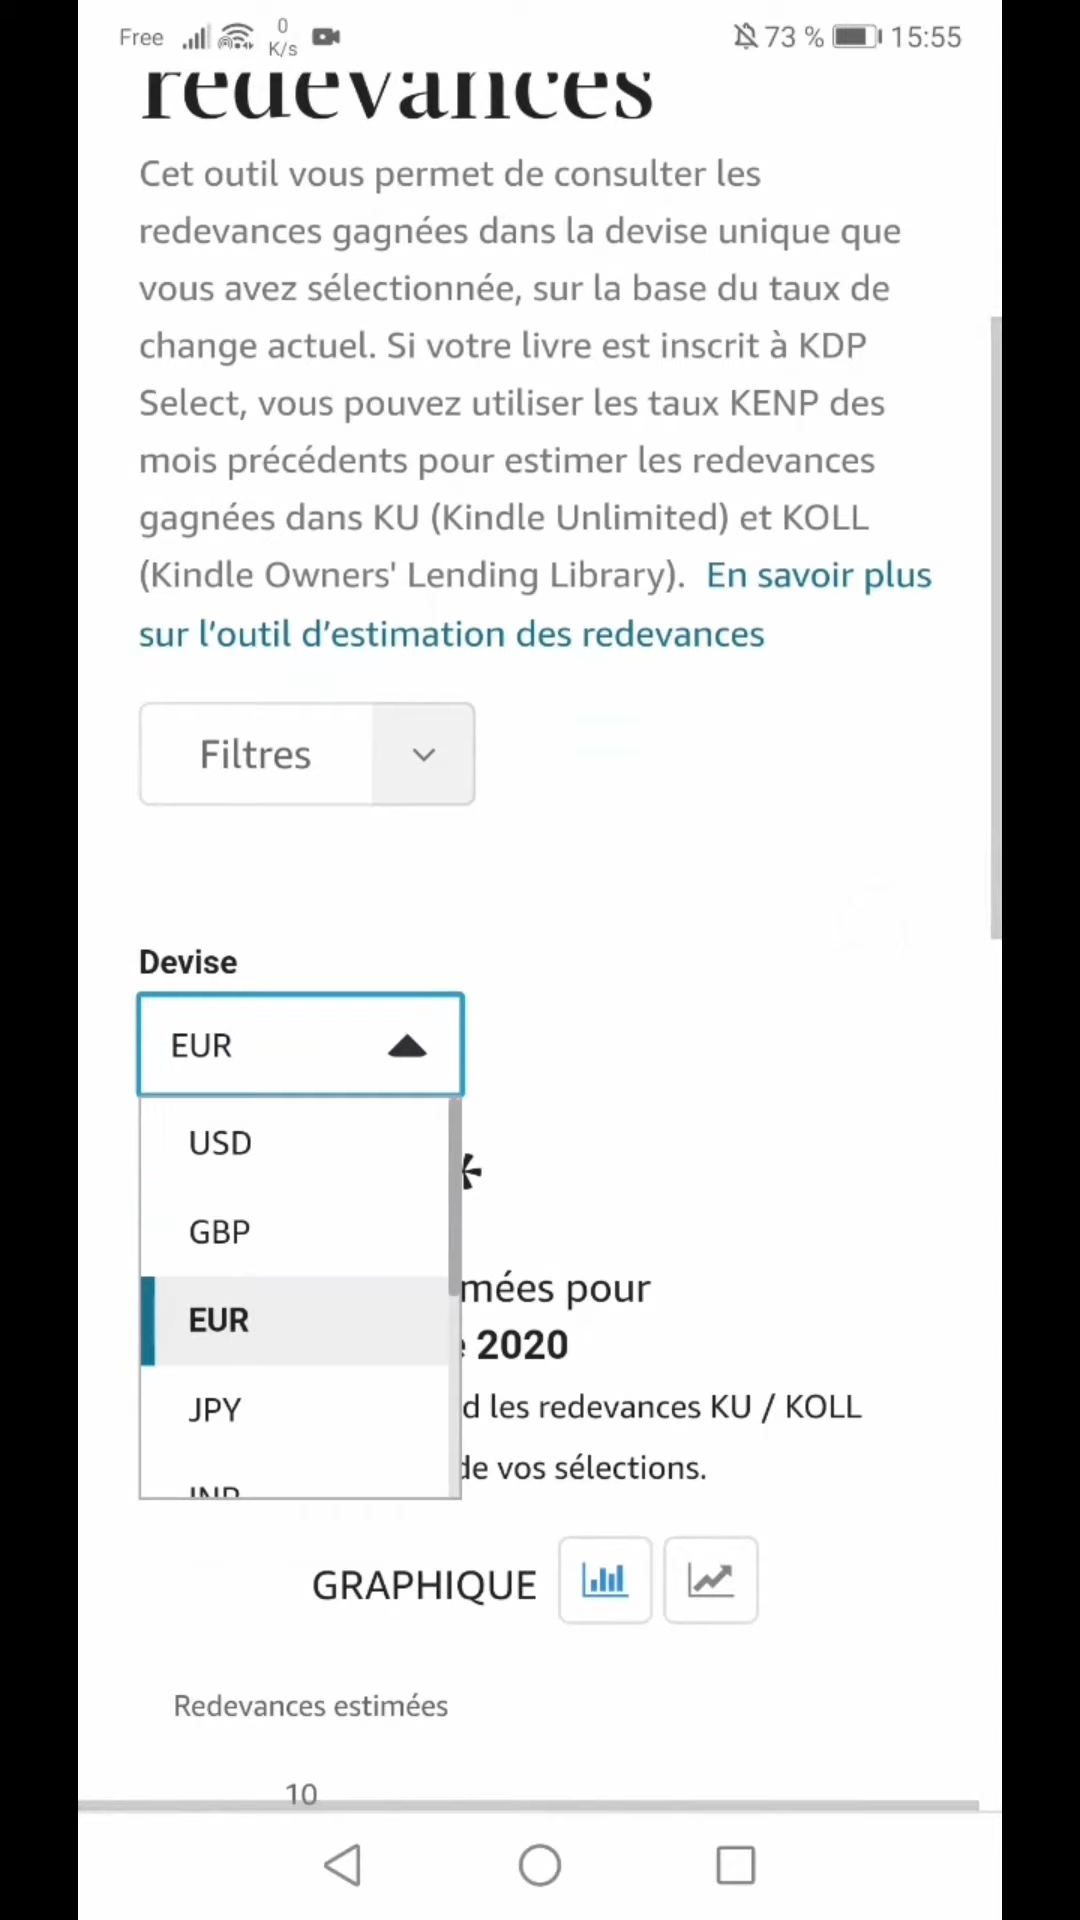 Free 0 K/s 73 % 15:55
redevances
Cet outil vous permet de consulter les
redevances gagnées dans la devise unique que
vous avez sélectionnée, sur la base du taux de
change actuel. Si votre livre est inscrit à KDP
Select, vous pouvez utiliser les taux KENP des
mois précédents pour estimer les redevances
gagnées dans KU (Kindle Unlimited) et KOLL
(Kindle Owners' Lending Library). En savoir plus
sur l’outil d’estimation des redevances
Filtres
Devise
EUR
USD
*
GBP
mées pour
EUR
2020
JPY
d les redevances KU / KOLL
de vos sélections.
INR
GRAPHIQUE
Redevances estimées
10